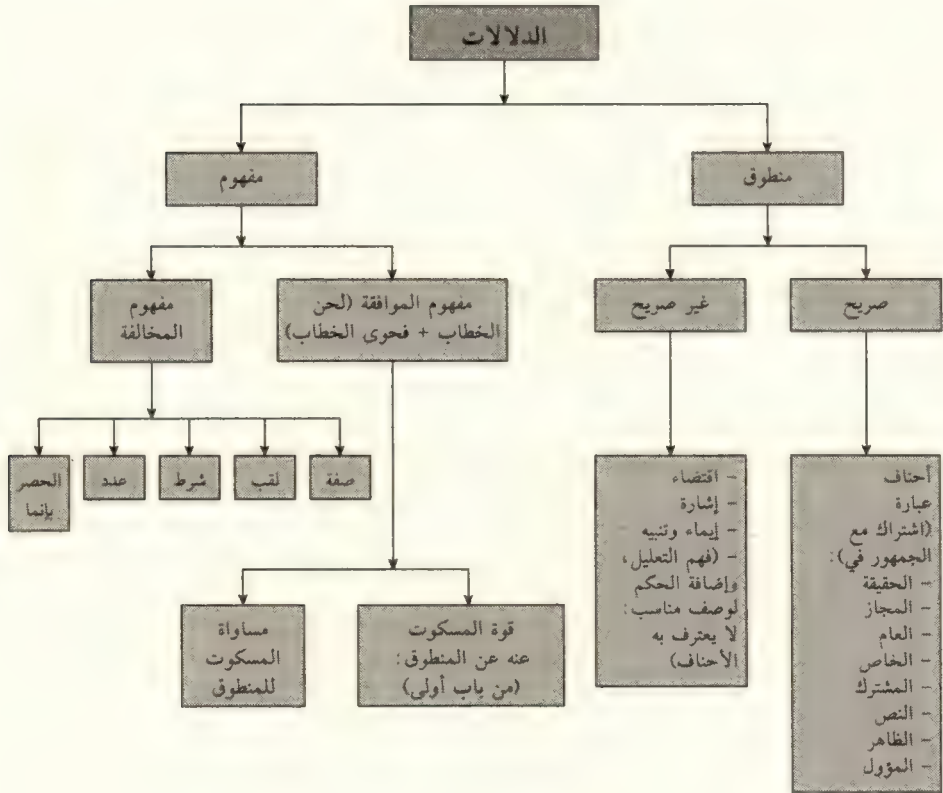 الدلالات
منطوق
مفهوم
صريح
غير صريح
مفهوم الموافقة (لحن
الخطاب + فحوى الخطاب)
مفهوم
المخالفة
صفة
لقب
شرط
عدد
الحصر
بإنما
أحناف
عبارة
(اشتراك مع
الجمهور في):
- الحقيقة
- المجاز
- العام
- الخاص
- المشترك
- النص
- الظاهر
- المؤول
- اقتضاء
- إشارة
- إيماء وتنبيه
- (فهم التعليل،
وإضافة الحكم
لوصف مناسب:
لا يعترف به
الأحناف)
قوة المسكوت
عنه عن المنطوق:
(من باب أولى)
مساواة
المسكوت
للمنطوق